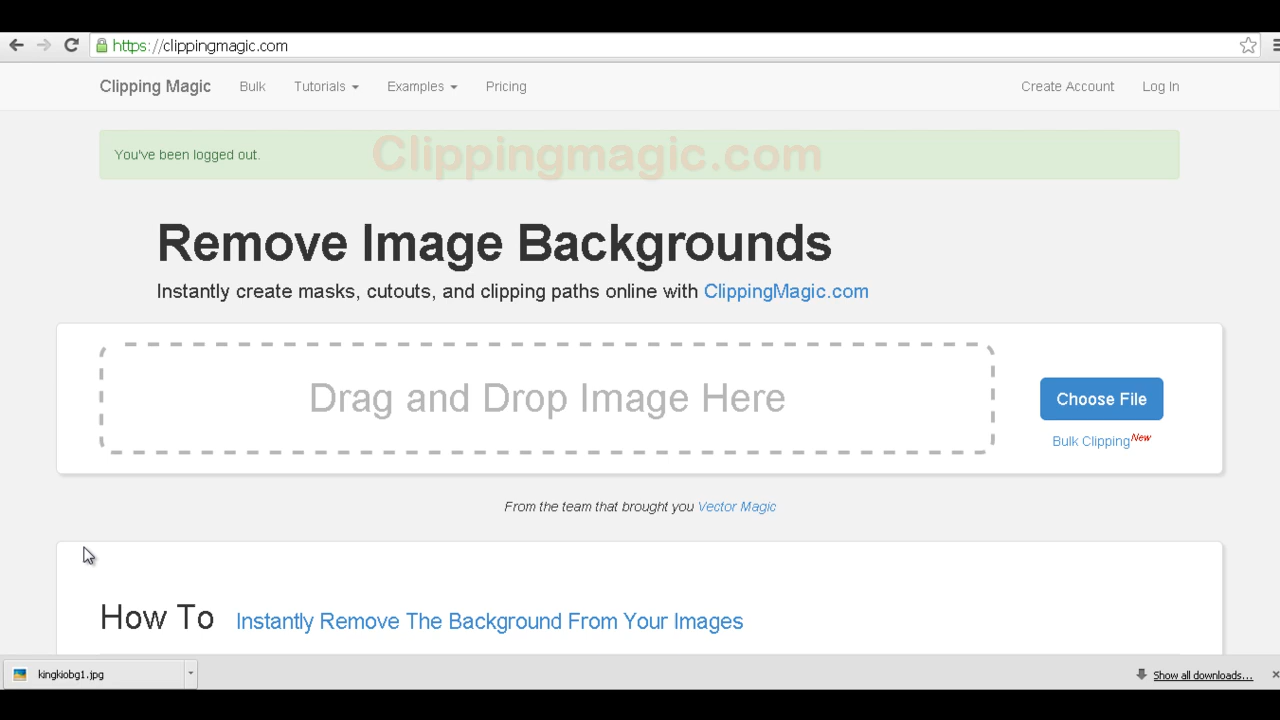 https://clippingmagic.com
Clipping Magic Bulk Tutorials Examples Pricing Create Account Log In
You've been logged out.
Clippingmagic.com
Remove Image Backgrounds
Instantly create masks, cutouts, and clipping paths online with ClippingMagic.com
Drag and Drop Image Here
Choose File
Bulk Clipping New
From the team that brought you Vector Magic
How To Instantly Remove The Background From Your Images
kingkiobg1.jpg Show all downloads...